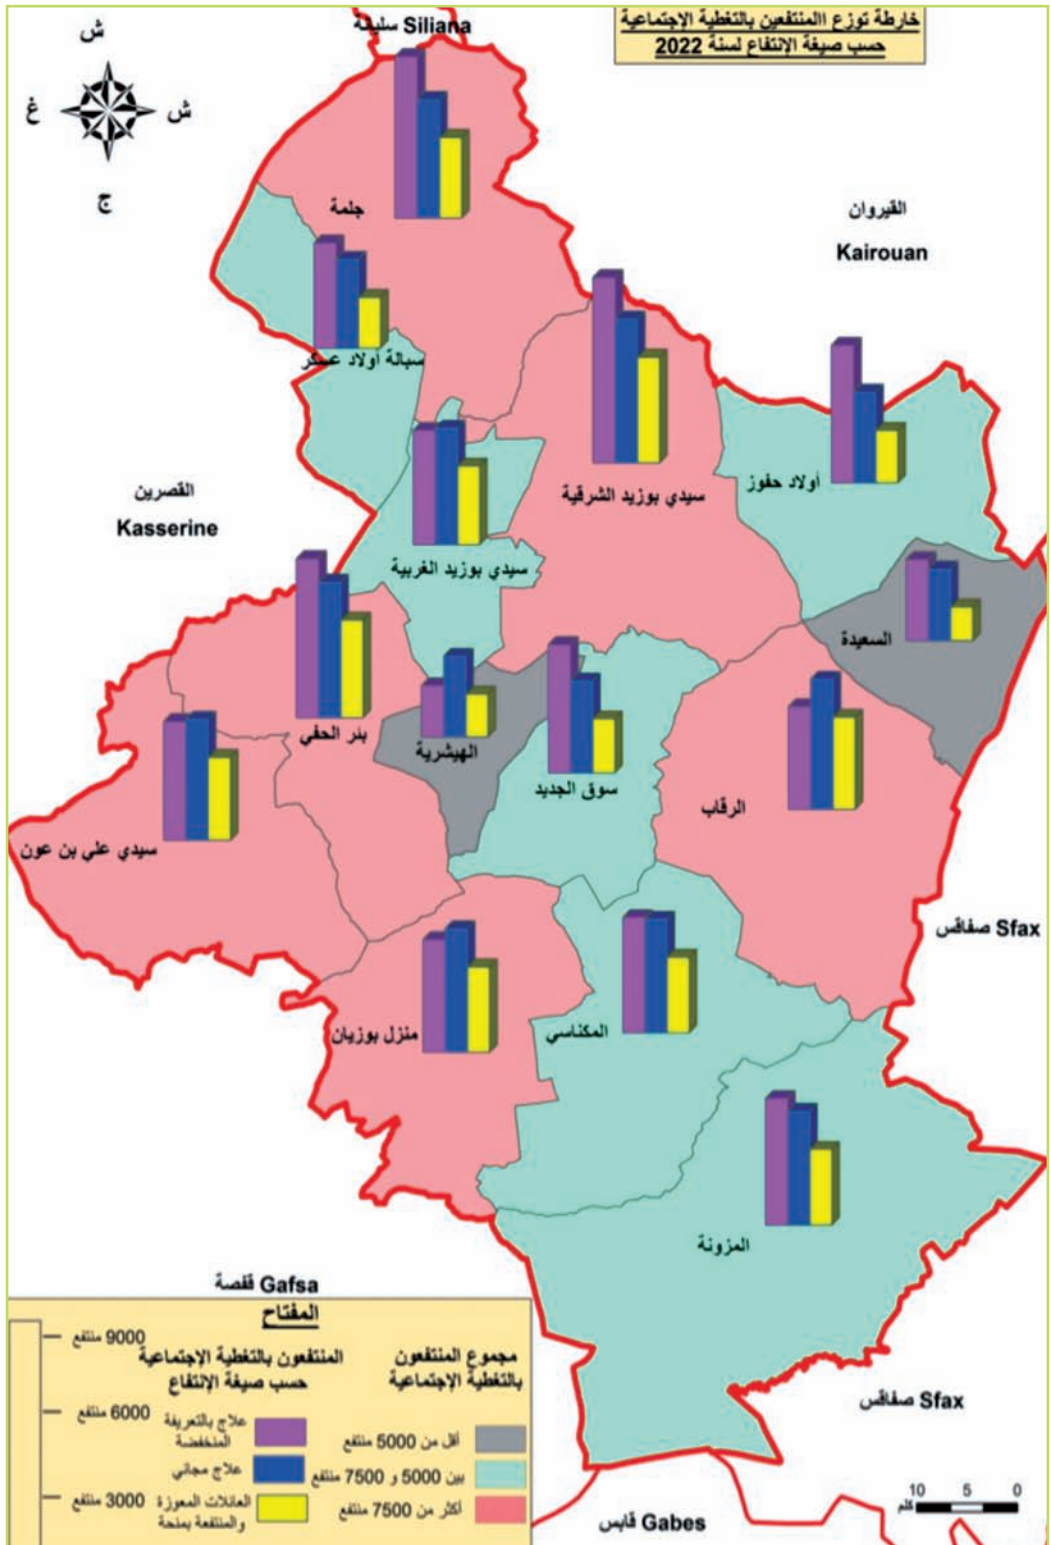 خارطة توزع االمنتفعين بالتغطية الإجتماعية
حسب صيغة الإنتفاع لسنة 2022
ش
غ
ش
ج
سليانة Siliana
القيروان
Kairouan
جلمة
سبالة أولاد عسكر
القصرين
Kasserine
سيدي بوزيد الشرقية
أولاد حفوز
سيدي بوزيد الغربية
السعيدة
بئر الحفي
الهيشرية
سوق الجديد
الرقاب
سيدي علي بن عون
صفاقس Sfax
منزل بوزيان
المكناسي
المزونة
قفصة Gafsa
صفاقس Sfax
قابس Gabes
المفتاح
مجموع المنتفعون
بالتغطية الإجتماعية
أقل من 5000 منتفع
بين 5000 و 7500 منتفع
أكثر من 7500 منتفع
المنتفعون بالتغطية الإجتماعية
حسب صيغة الإنتفاع
علاج بالتعريفة
المنخفضة
علاج مجاني
العائلات المعوزة
والمنتفعة بمنحة
9000 منتفع
6000 منتفع
3000 منتفع
10 5 0
كلم